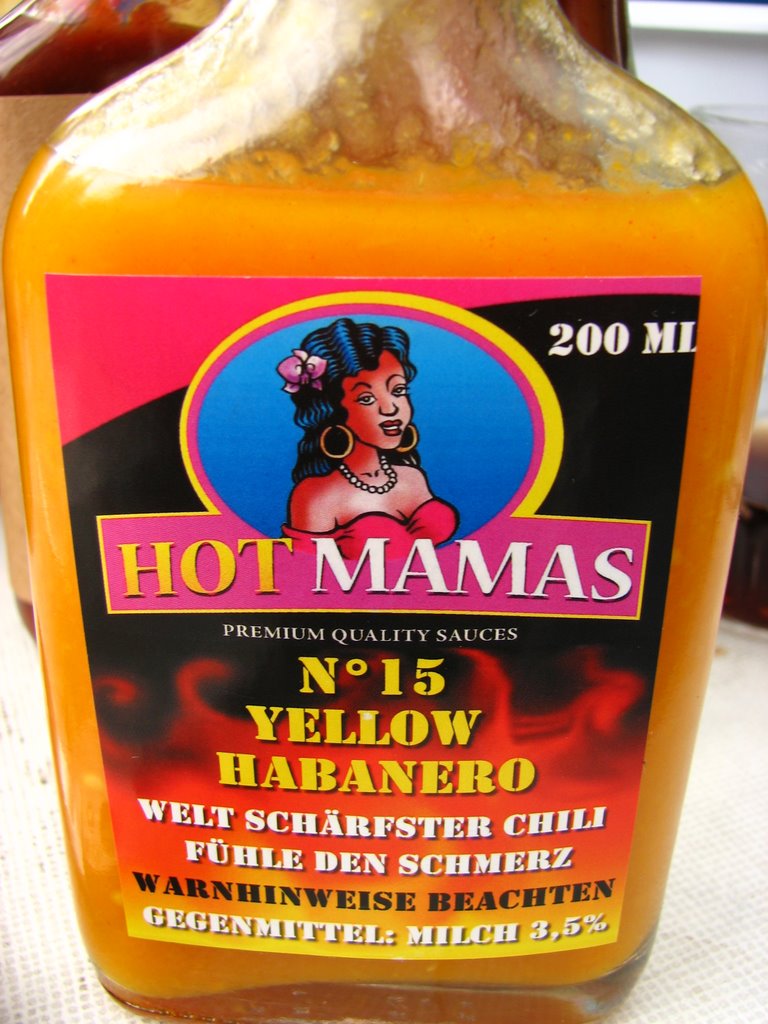 200 ML
HOT MAMAS
PREMIUM QUALITY SAUCES
N°15
YELLOW
HABANERO
WELT SCHÄRFSTER CHILI
FÜHLE DEN SCHMERZ
WARNHINWEISE BEACHTEN
GEGENMITTEL: MILCH 3,5%